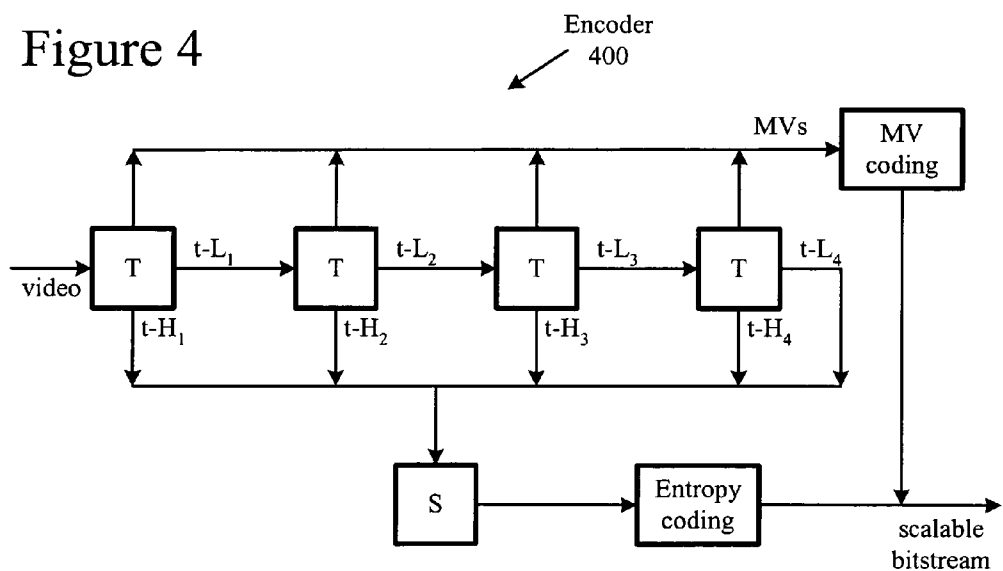 Figure 4
Encoder
400
MVs
MV
coding
video
T
t-L₁
T
t-L₂
T
t-L₃
T
t-L₄
t-H₁
t-H₂
t-H₃
t-H₄
S
Entropy
coding
scalable
bitstream